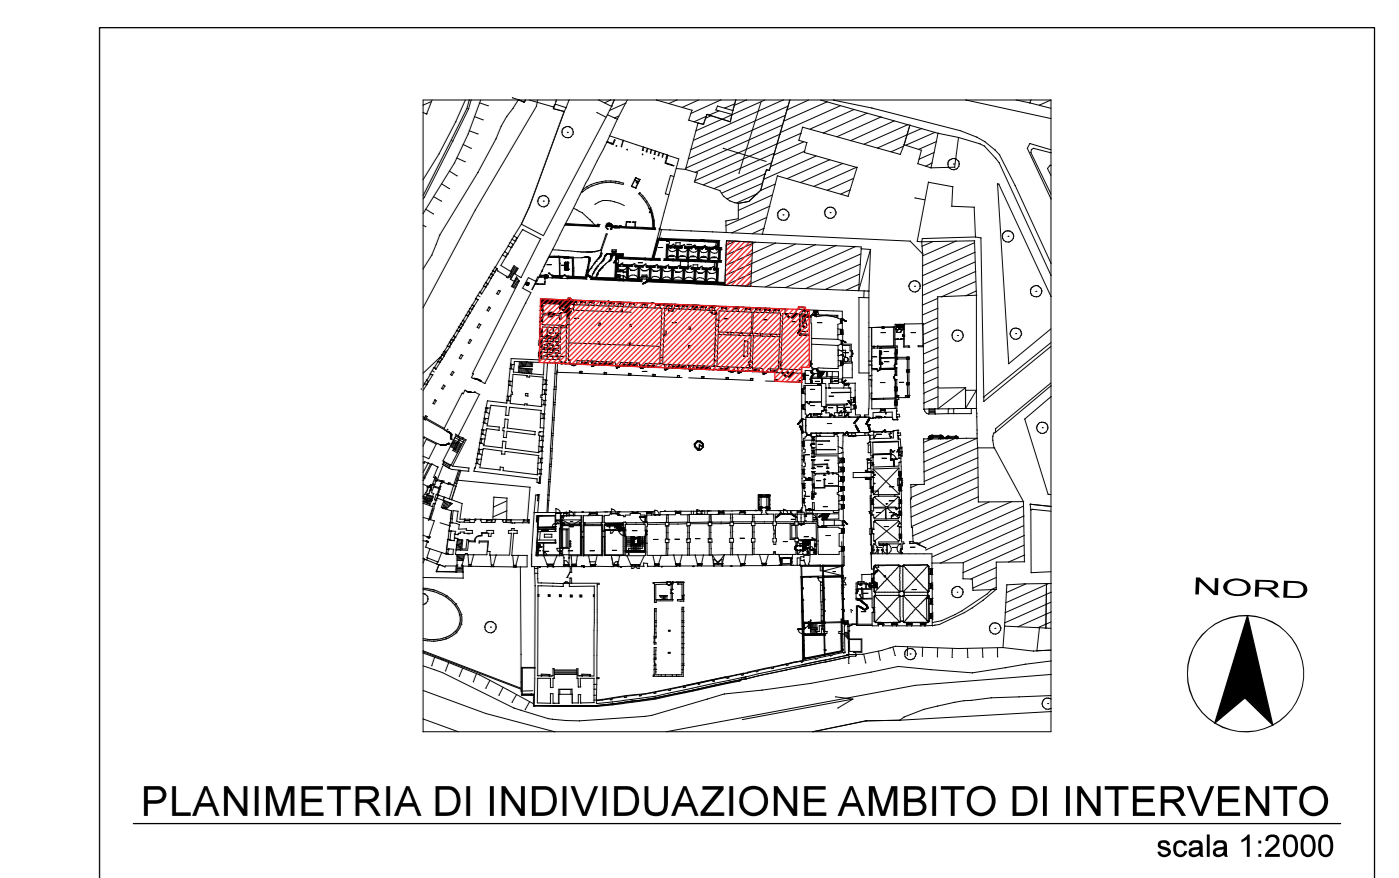 NORD
PLANIMETRIA DI INDIVIDUAZIONE AMBITO DI INTERVENTO
scala 1:2000